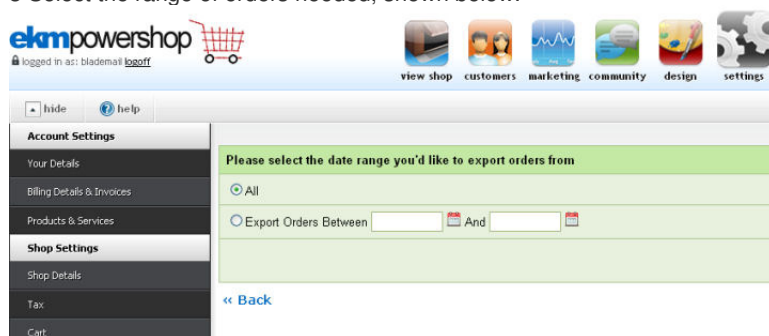 ekmpowershop
logged in as: blademail logoff
view shop customers marketing community design settings
hide help
Account Settings
Your Details
Billing Details & Invoices
Products & Services
Shop Settings
Shop Details
Tax
Cart
Please select the date range you'd like to export orders from
All
Export Orders Between And
« Back